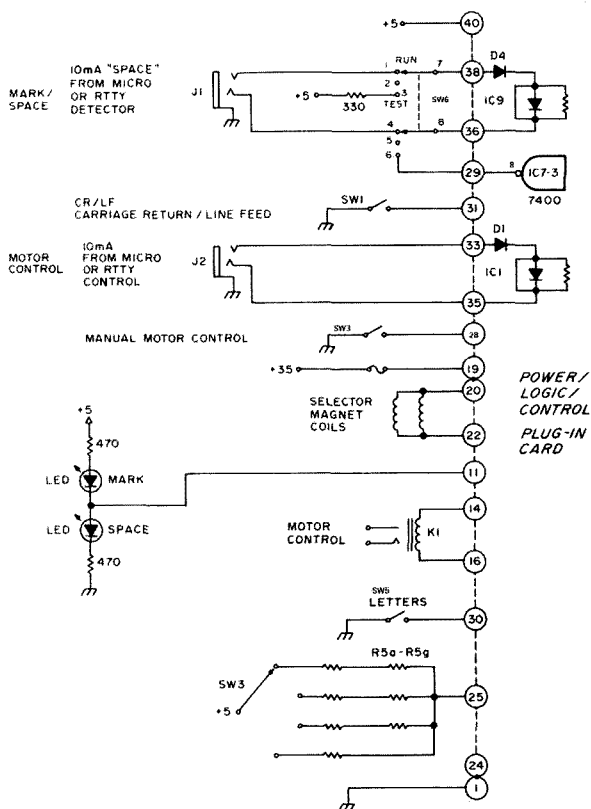 +5
40
D4
MARK/
SPACE
10mA "SPACE"
FROM MICRO
OR RTTY
DETECTOR
J1
1
RUN
7
38
2
+5
3
330
TEST
SW6
IC9
4
8
36
5
6
29
8
IC7-3
7400
CR/LF
CARRIAGE RETURN/LINE FEED
SW1
31
MOTOR
CONTROL
10mA
FROM MICRO
OR RTTY
CONTROL
J2
33
D1
IC1
35
MANUAL MOTOR CONTROL
SW3
28
+35
19
20
SELECTOR
MAGNET
COILS
22
POWER/
LOGIC/
CONTROL
PLUG-IN
CARD
+5
470
LED
MARK
11
LED
SPACE
470
MOTOR
CONTROL
K1
14
16
SW5
LETTERS
30
R5a-R5g
SW3
+5
25
24
1